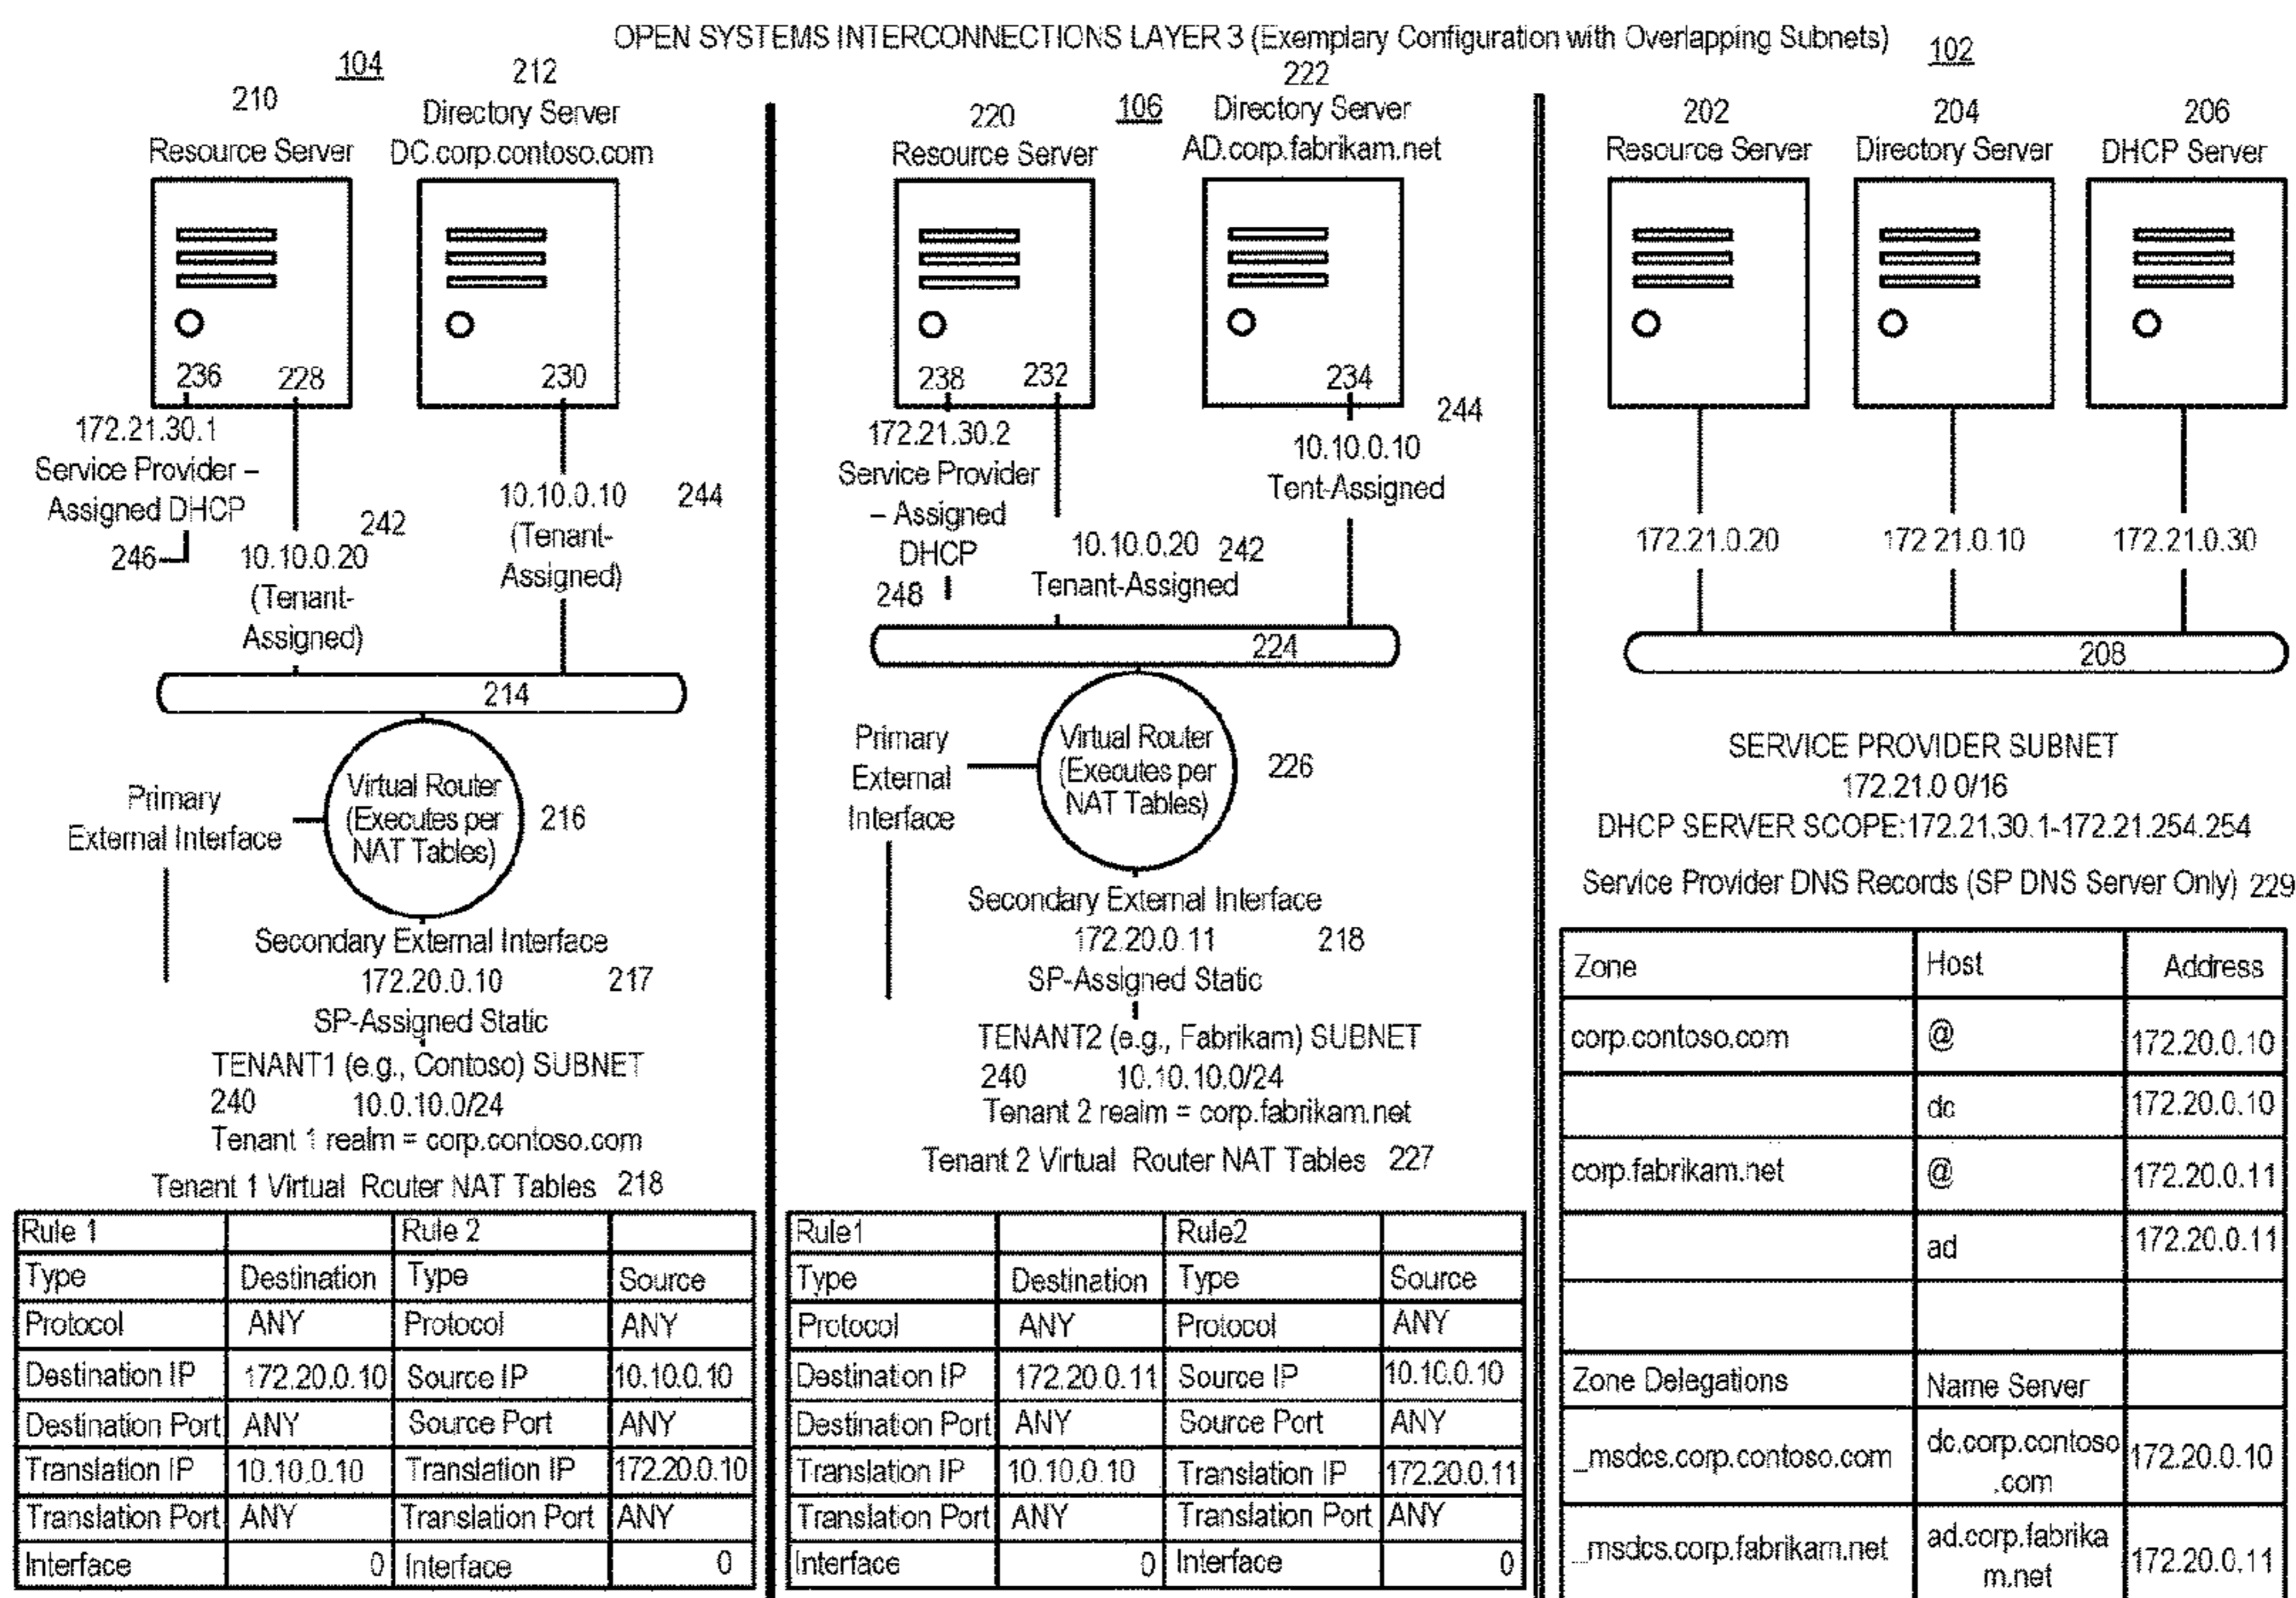 OPEN SYSTEMS INTERCONNECTIONS LAYER 3 (Exemplary Configuration with Overlapping Subnets)
104
210
Resource Server
212
Directory Server
DC.corp.contoso.com
236
228
230
172.21.30.1
Service Provider –
Assigned DHCP
246
242
10.10.0.20
(Tenant-
Assigned)
10.10.0.10
244
(Tenant-
Assigned)
214
Primary
External Interface
Virtual Router
(Executes per
NAT Tables)
216
Secondary External Interface
172.20.0.10
217
SP-Assigned Static
TENANT1 (e.g., Contoso) SUBNET
240
10.0.10.0/24
Tenant 1 realm = corp.contoso.com
Tenant 1 Virtual Router NAT Tables 218
Rule 1 Rule 2
Type Destination Type Source
Protocol ANY Protocol ANY
Destination IP 172.20.0.10 Source IP 10.10.0.10
Destination Port ANY Source Port ANY
Translation IP 10.10.0.10 Translation IP 172.20.0.10
Translation Port ANY Translation Port ANY
Interface 0 Interface 0
106
220
Resource Server
222
Directory Server
AD.corp.fabrikam.net
238
232
234
172.21.30.2
Service Provider
– Assigned
DHCP
248
10.10.0.20 242
Tenant-Assigned
244
10.10.0.10
Tent-Assigned
224
Primary
External
Interface
Virtual Router
(Executes per
NAT Tables)
226
Secondary External Interface
172.20.0.11
218
SP-Assigned Static
TENANT2 (e.g., Fabrikam) SUBNET
240
10.10.10.0/24
Tenant 2 realm = corp.fabrikam.net
Tenant 2 Virtual Router NAT Tables 227
Rule1 Rule2
Type Destination Type Source
Protocol ANY Protocol ANY
Destination IP 172.20.0.11 Source IP 10.10.0.10
Destination Port ANY Source Port ANY
Translation IP 10.10.0.10 Translation IP 172.20.0.11
Translation Port ANY Translation Port ANY
Interface 0 Interface 0
102
202
Resource Server
204
Directory Server
206
DHCP Server
172.21.0.20
172 21.0.10
172.21.0.30
208
SERVICE PROVIDER SUBNET
172.21.0 0/16
DHCP SERVER SCOPE:172.21.30.1-172.21.254.254
Service Provider DNS Records (SP DNS Server Only) 229
Zone Host Address
corp.contoso.com @ 172.20.0.10
dc 172.20.0.10
corp.fabrikam.net @ 172.20.0.11
ad 172.20.0.11
Zone Delegations Name Server
_msdcs.corp.contoso.com dc.corp.contoso 172.20.0.10
.com
_msdcs.corp.fabrikam.net ad.corp.fabrika 172.20.0.11
m.net